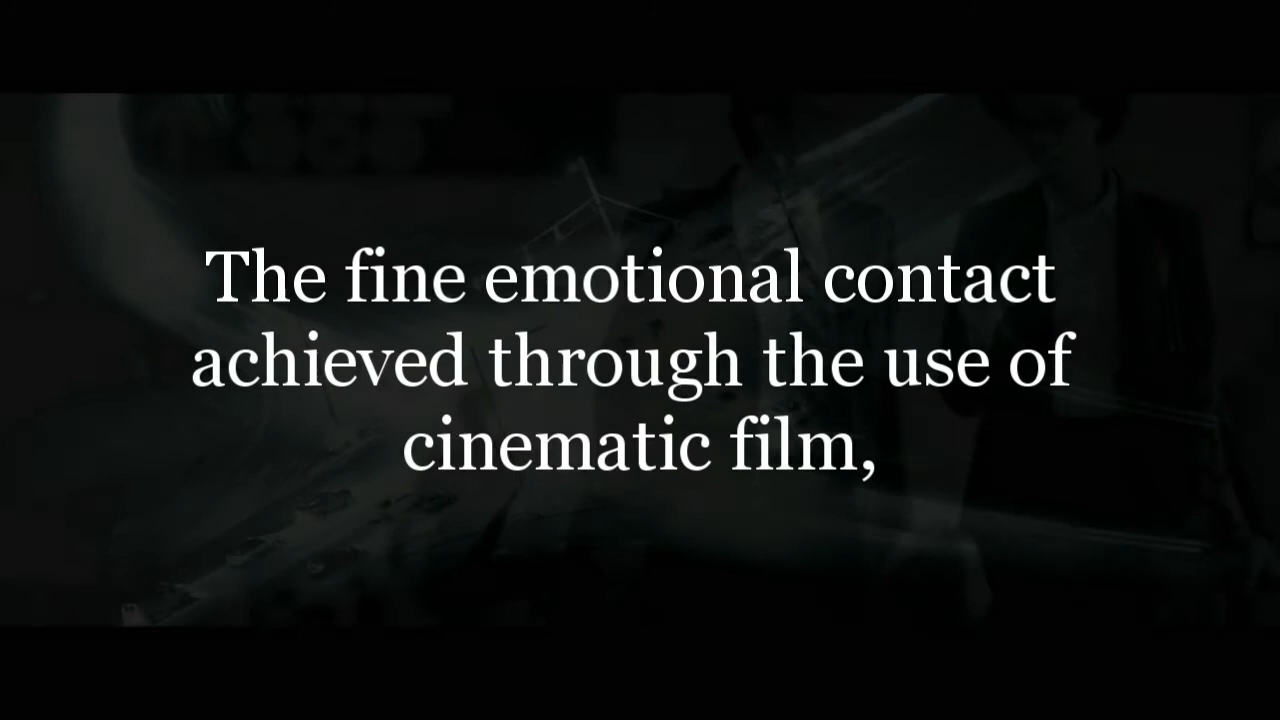 The fine emotional contact
achieved through the use of
cinematic film,